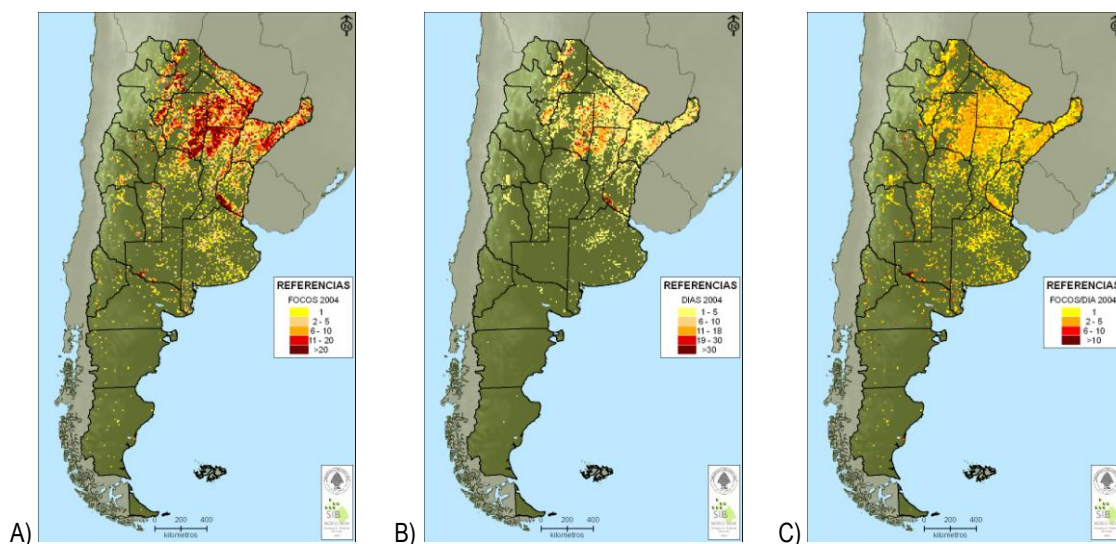 N
REFERENCIAS
FOCOS 2004
1
2 - 5
6 - 10
11 - 20
>20
SIB
0 200 400
kilometros
A)
N
REFERENCIAS
DIAS 2004
1 - 5
6 - 10
11 - 18
19 - 30
>30
SIB
0 200 400
kilometros
B)
N
REFERENCIAS
FOCOS/DIA 2004
1
2 - 5
6 - 10
>10
SIB
0 200 400
kilometros
C)